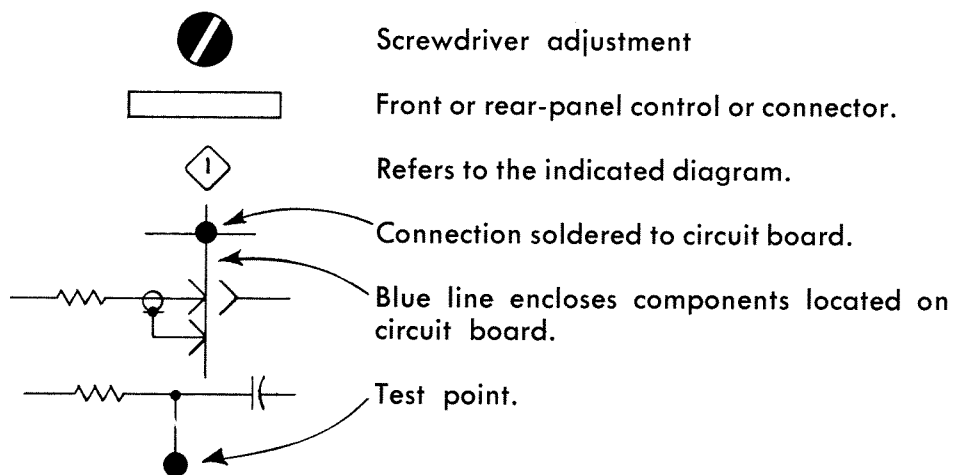 Screwdriver adjustment
Front or rear-panel control or connector.
1
Refers to the indicated diagram.
Connection soldered to circuit board.
Blue line encloses components located on
circuit board.
Test point.